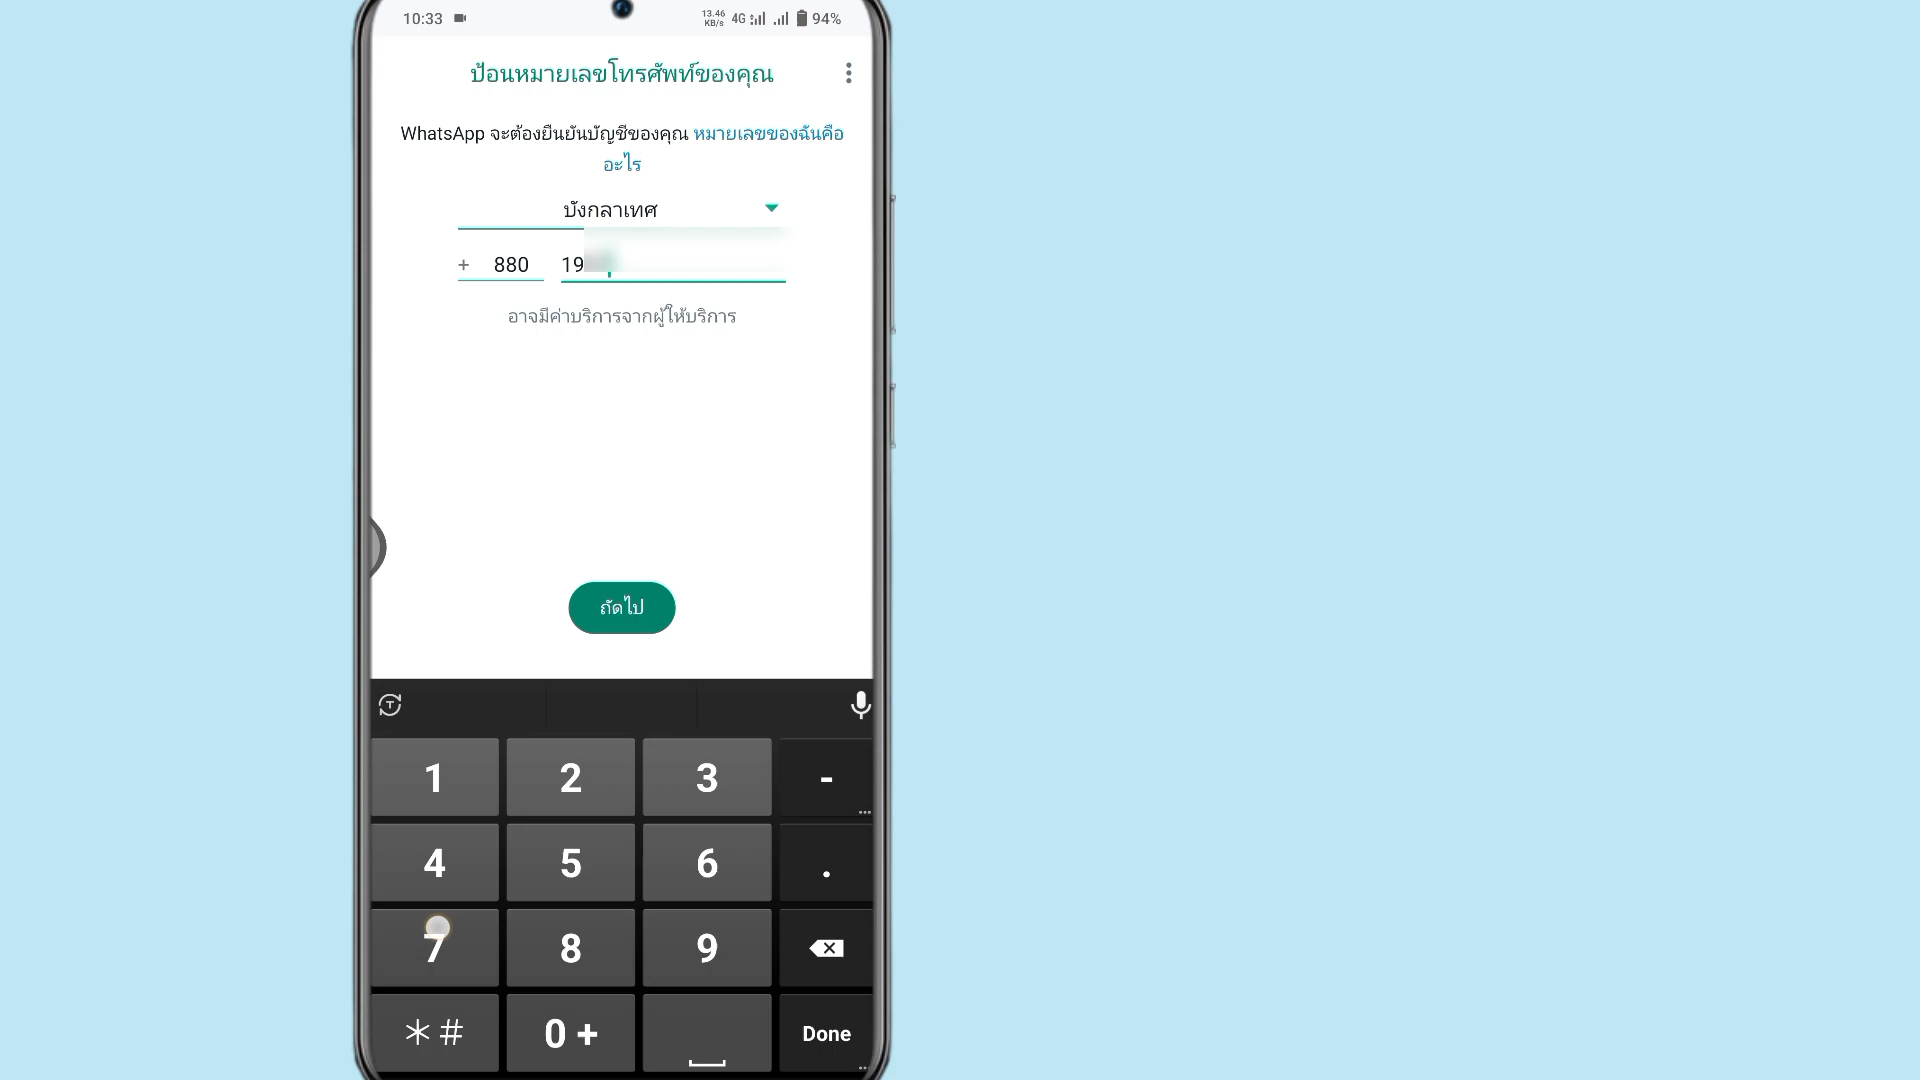 10:33 13.46 KB/s 4G 94%
ป้อนหมายเลขโทรศัพท์ของคุณ
WhatsApp จะต้องยืนยันบัญชีของคุณ หมายเลขของฉันคือ
อะไร
บังกลาเทศ
+ 880 19
อาจมีค่าบริการจากผู้ให้บริการ
ถัดไป
T
1 2 3 -
4 5 6 .
7 8 9
*# 0 +
Done